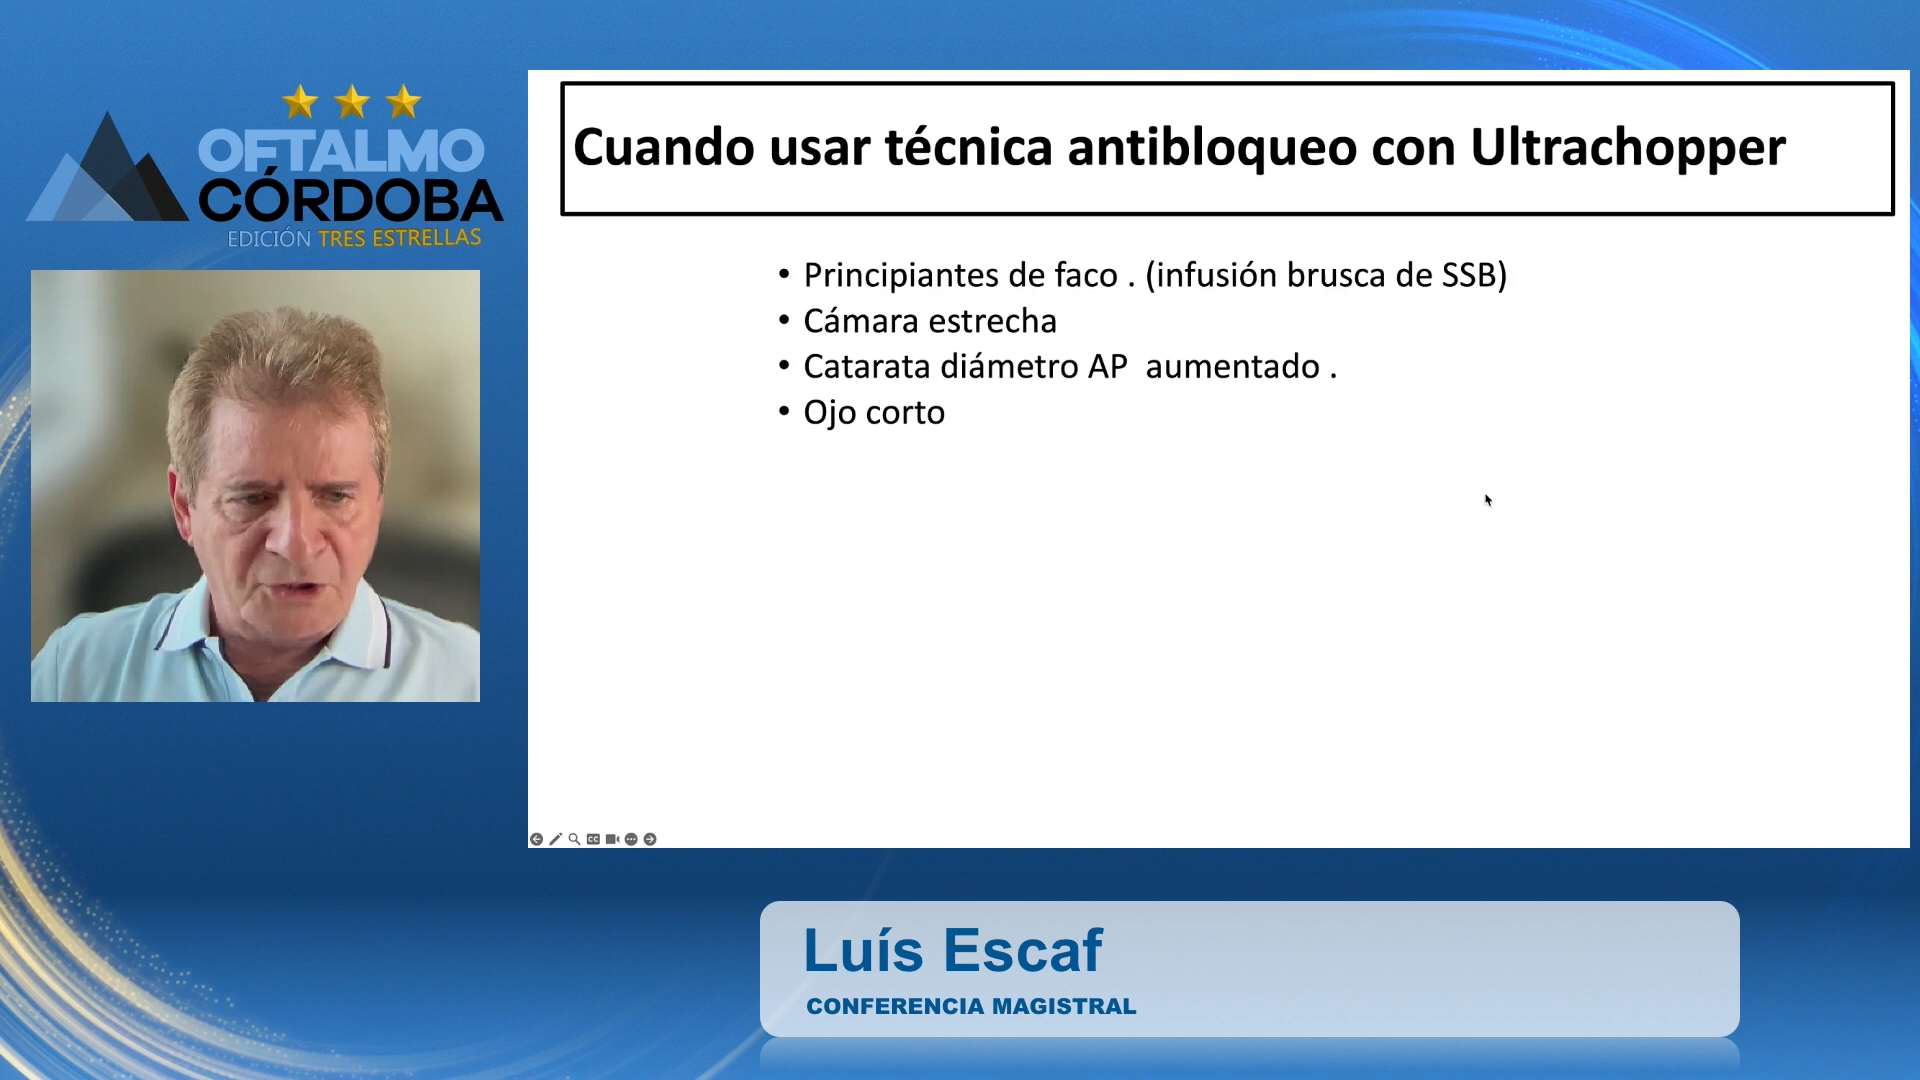 OFTALMO
CÓRDOBA
EDICIÓN TRES ESTRELLAS
Cuando usar técnica antibloqueo con Ultrachopper
• Principiantes de faco . (infusión brusca de SSB)
• Cámara estrecha
• Catarata diámetro AP  aumentado .
• Ojo corto
Luís Escaf
CONFERENCIA MAGISTRAL